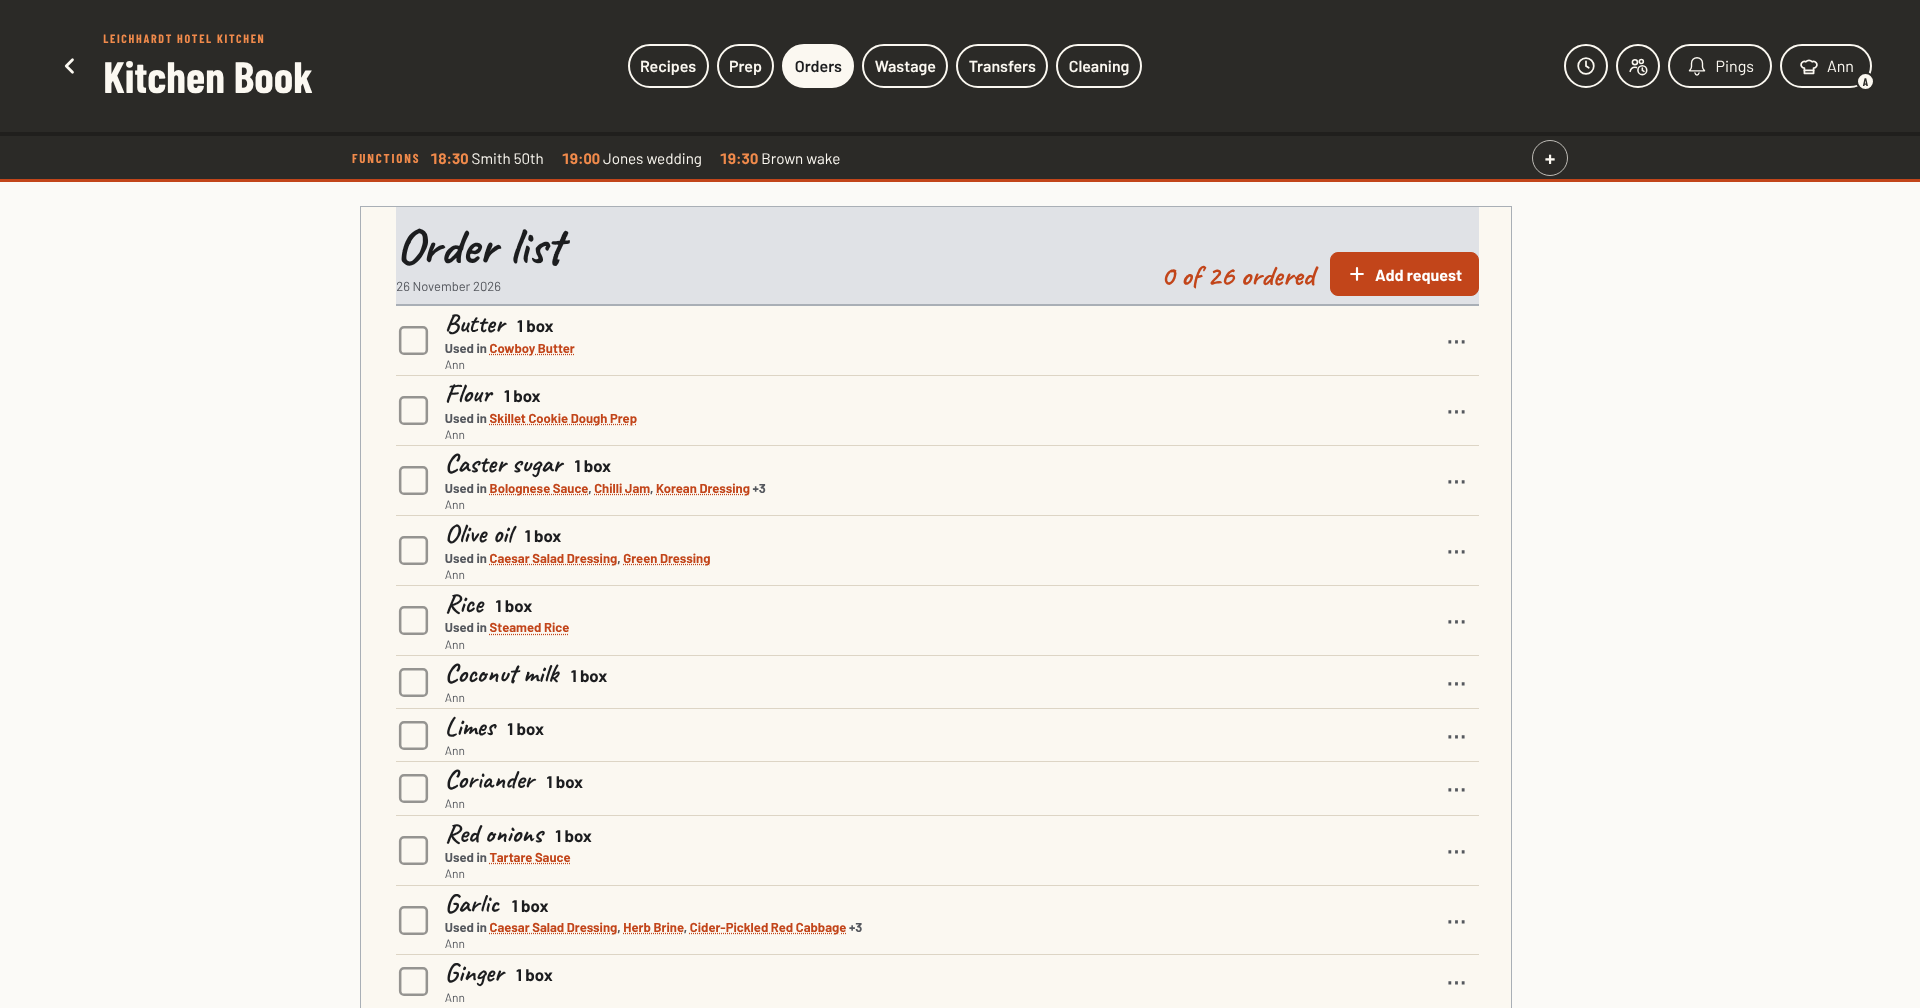 LEICHHARDT HOTEL KITCHEN
Kitchen Book
Recipes
Prep
Orders
Wastage
Transfers
Cleaning
Pings
Ann
A
FUNCTIONS 18:30 Smith 50th 19:00 Jones wedding 19:30 Brown wake
+
Order list
26 November 2026
0 of 26 ordered
+ Add request
Butter 1 box
Used in Cowboy Butter
Ann
Flour 1 box
Used in Skillet Cookie Dough Prep
Ann
Caster sugar 1 box
Used in Bolognese Sauce, Chilli Jam, Korean Dressing +3
Ann
Olive oil 1 box
Used in Caesar Salad Dressing, Green Dressing
Ann
Rice 1 box
Used in Steamed Rice
Ann
Coconut milk 1 box
Ann
Limes 1 box
Ann
Coriander 1 box
Ann
Red onions 1 box
Used in Tartare Sauce
Ann
Garlic 1 box
Used in Caesar Salad Dressing, Herb Brine, Cider-Pickled Red Cabbage +3
Ann
Ginger 1 box
Ann